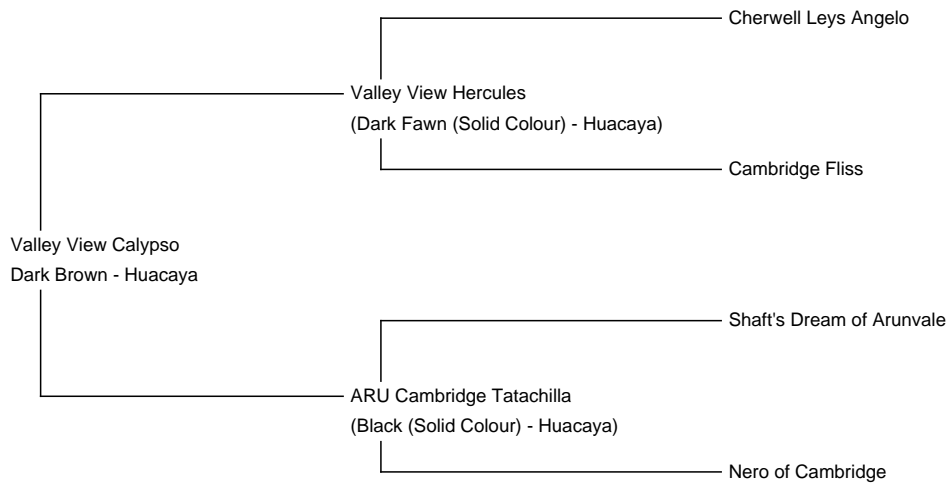 Cherwell Leys Angelo
Valley View Hercules
(Dark Fawn (Solid Colour) - Huacaya)
Cambridge Fliss
Valley View Calypso
Dark Brown - Huacaya
Shaft's Dream of Arunvale
ARU Cambridge Tatachilla
(Black (Solid Colour) - Huacaya)
Nero of Cambridge